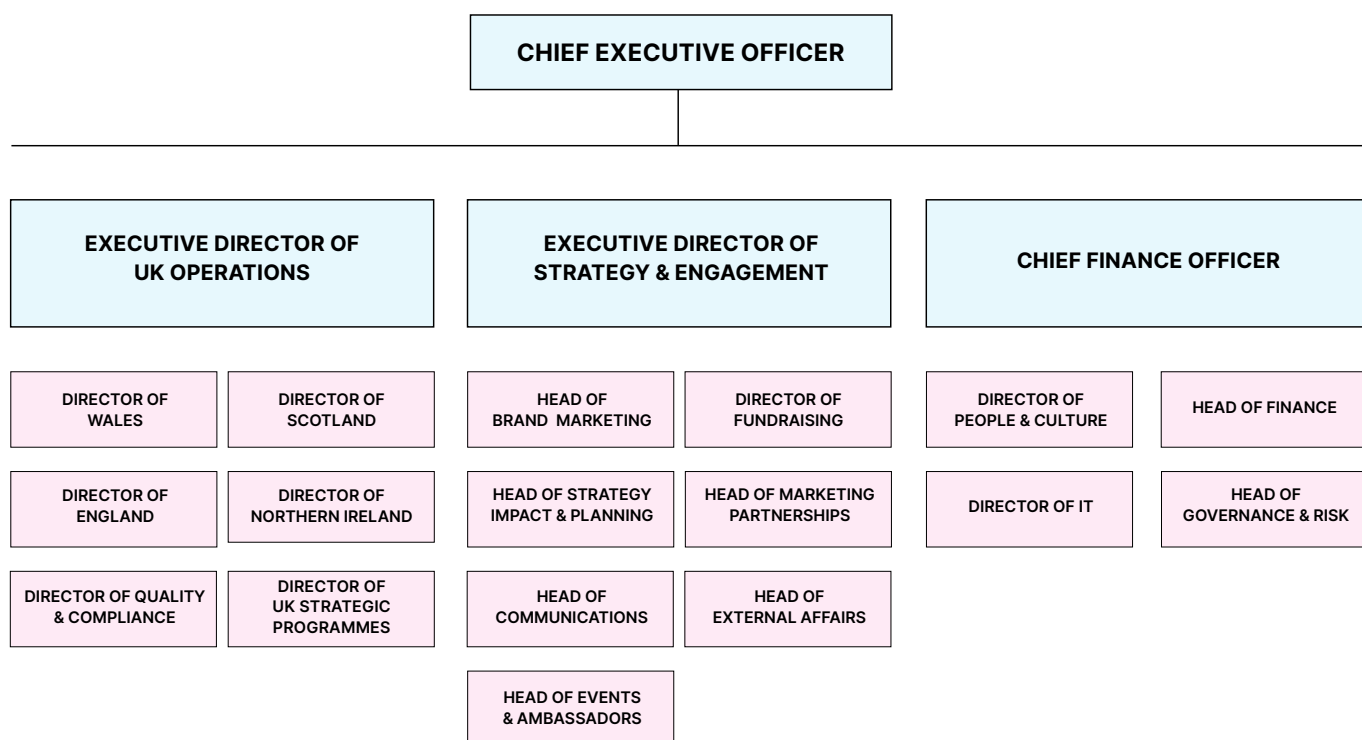 CHIEF EXECUTIVE OFFICER
EXECUTIVE DIRECTOR OF
UK OPERATIONS
EXECUTIVE DIRECTOR OF
STRATEGY & ENGAGEMENT
CHIEF FINANCE OFFICER
DIRECTOR OF
WALES
DIRECTOR OF
SCOTLAND
HEAD OF
BRAND  MARKETING
DIRECTOR OF
FUNDRAISING
DIRECTOR OF
PEOPLE & CULTURE
HEAD OF FINANCE
DIRECTOR OF
ENGLAND
DIRECTOR OF
NORTHERN IRELAND
HEAD OF STRATEGY
IMPACT & PLANNING
HEAD OF MARKETING
PARTNERSHIPS
DIRECTOR OF IT
HEAD OF
GOVERNANCE & RISK
DIRECTOR OF QUALITY
& COMPLIANCE
DIRECTOR OF
UK STRATEGIC
PROGRAMMES
HEAD OF
COMMUNICATIONS
HEAD OF
EXTERNAL AFFAIRS
HEAD OF EVENTS
& AMBASSADORS